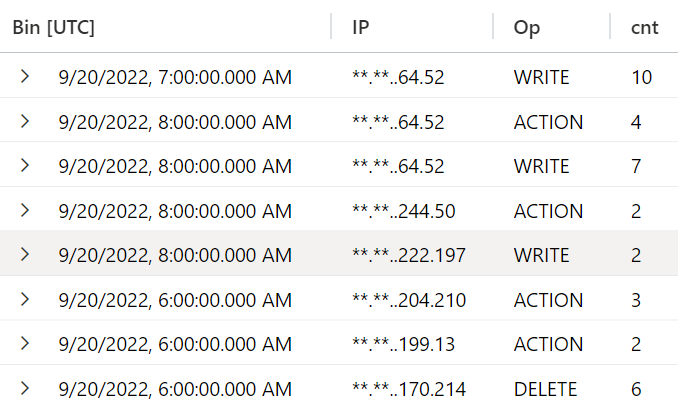 Bin [UTC] IP Op cnt
9/20/2022, 7:00:00.000 AM **.**..64.52 WRITE 10
9/20/2022, 8:00:00.000 AM **.**..64.52 ACTION 4
9/20/2022, 8:00:00.000 AM **.**..64.52 WRITE 7
9/20/2022, 8:00:00.000 AM **.**..244.50 ACTION 2
9/20/2022, 8:00:00.000 AM **.**..222.197 WRITE 2
9/20/2022, 6:00:00.000 AM **.**..204.210 ACTION 3
9/20/2022, 6:00:00.000 AM **.**..199.13 ACTION 2
9/20/2022, 6:00:00.000 AM **.**..170.214 DELETE 6